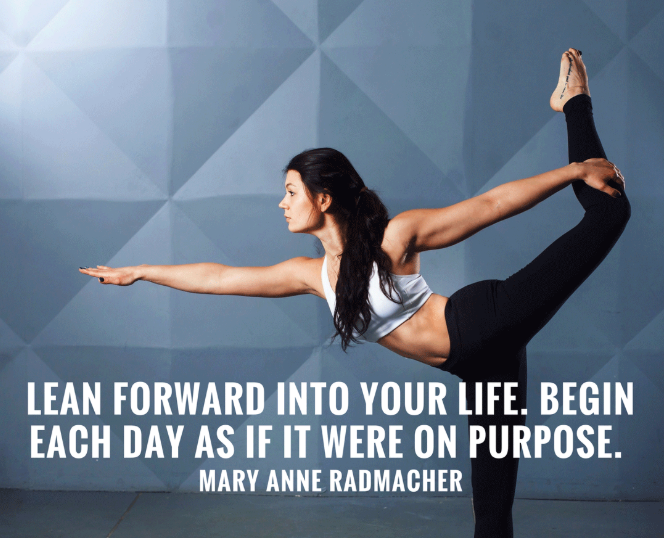 LEAN FORWARD INTO YOUR LIFE. BEGIN
EACH DAY AS IF IT WERE ON PURPOSE.
MARY ANNE RADMACHER